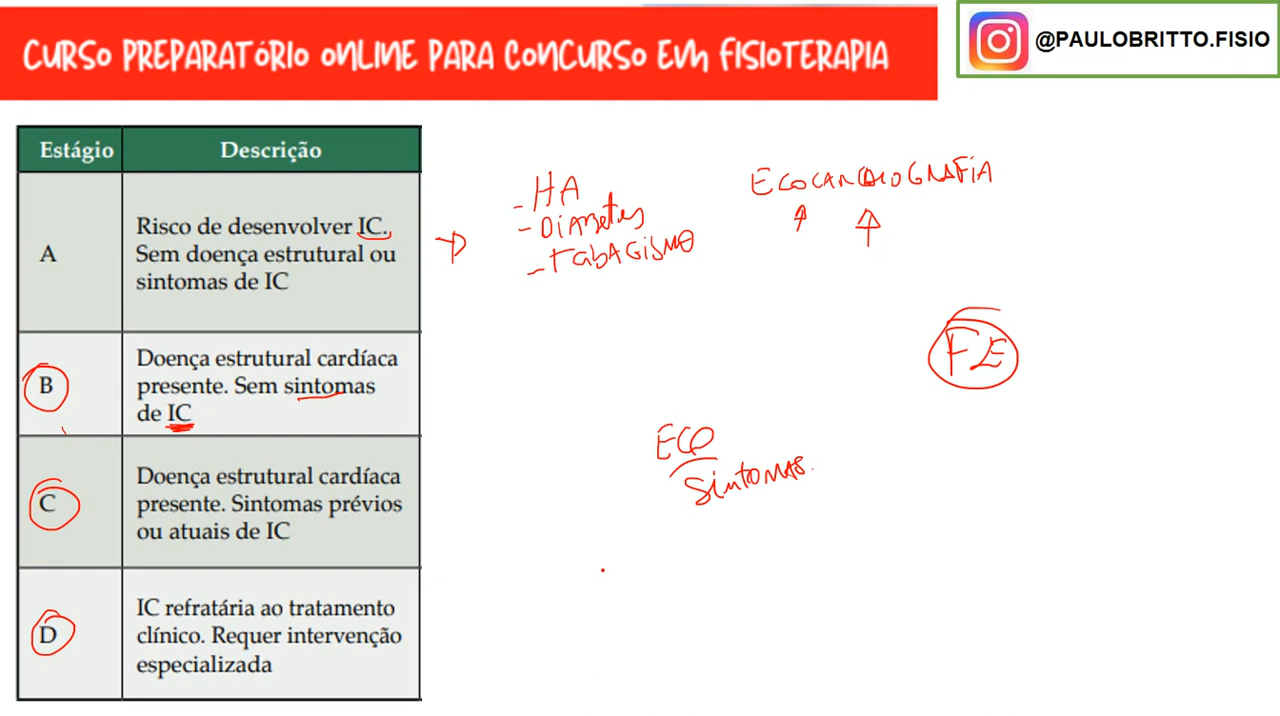 CURSO PREPARATÓRIO ONLINE PARA CONCURSO EM FISIOTERAPIA
@PAULOBRITTO.FISIO
Estágio Descrição
A
Risco de desenvolver IC.
Sem doença estrutural ou
sintomas de IC
B
Doença estrutural cardíaca
presente. Sem sintomas
de IC
C
Doença estrutural cardíaca
presente. Sintomas prévios
ou atuais de IC
D
IC refratária ao tratamento
clínico. Requer intervenção
especializada
- HA
- DIABETES
- TABAGISMO
ECOCARDIOGRAFIA
FE
ECO
SINTOMAS.